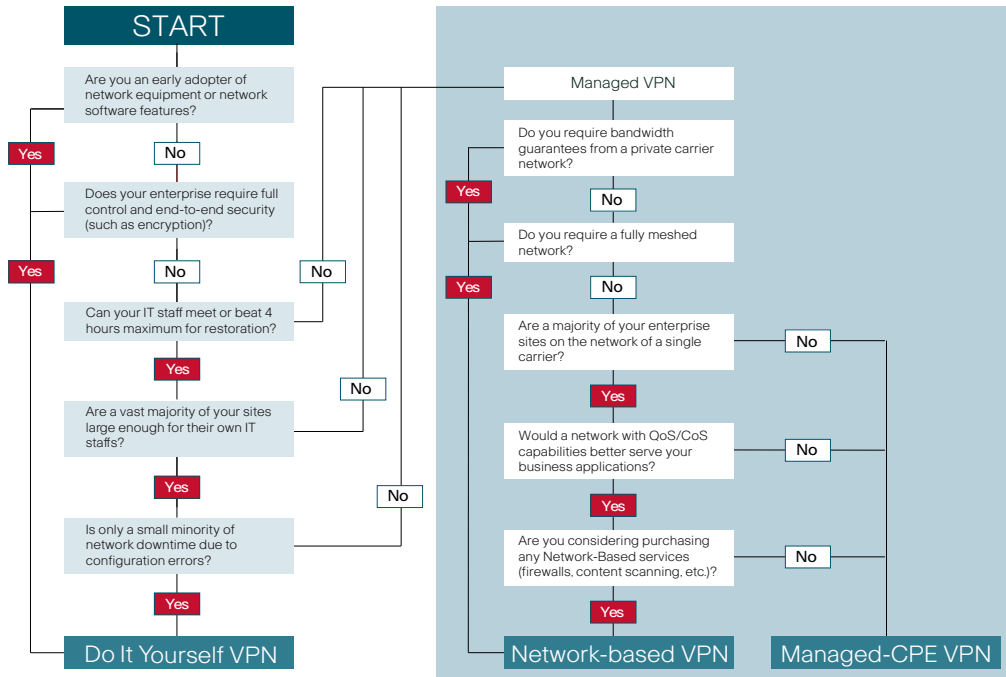 START
Are you an early adopter of
network equipment or network
software features?
Yes
No
Does your enterprise require full
control and end-to-end security
(such as encryption)?
Yes
No
No
Can your IT staff meet or beat 4
hours maximum for restoration?
Yes
No
Are a vast majority of your sites
large enough for their own IT
staffs?
Yes
No
Is only a small minority of
network downtime due to
configuration errors?
Yes
Do It Yourself VPN
Managed VPN
Do you require bandwidth
guarantees from a private carrier
network?
Yes
No
Do you require a fully meshed
network?
Yes
No
Are a majority of your enterprise
sites on the network of a single
carrier?
No
Yes
Would a network with QoS/CoS
capabilities better serve your
business applications?
No
Yes
Are you considering purchasing
any Network-Based services
(firewalls, content scanning, etc.)?
No
Yes
Network-based VPN
Managed-CPE VPN